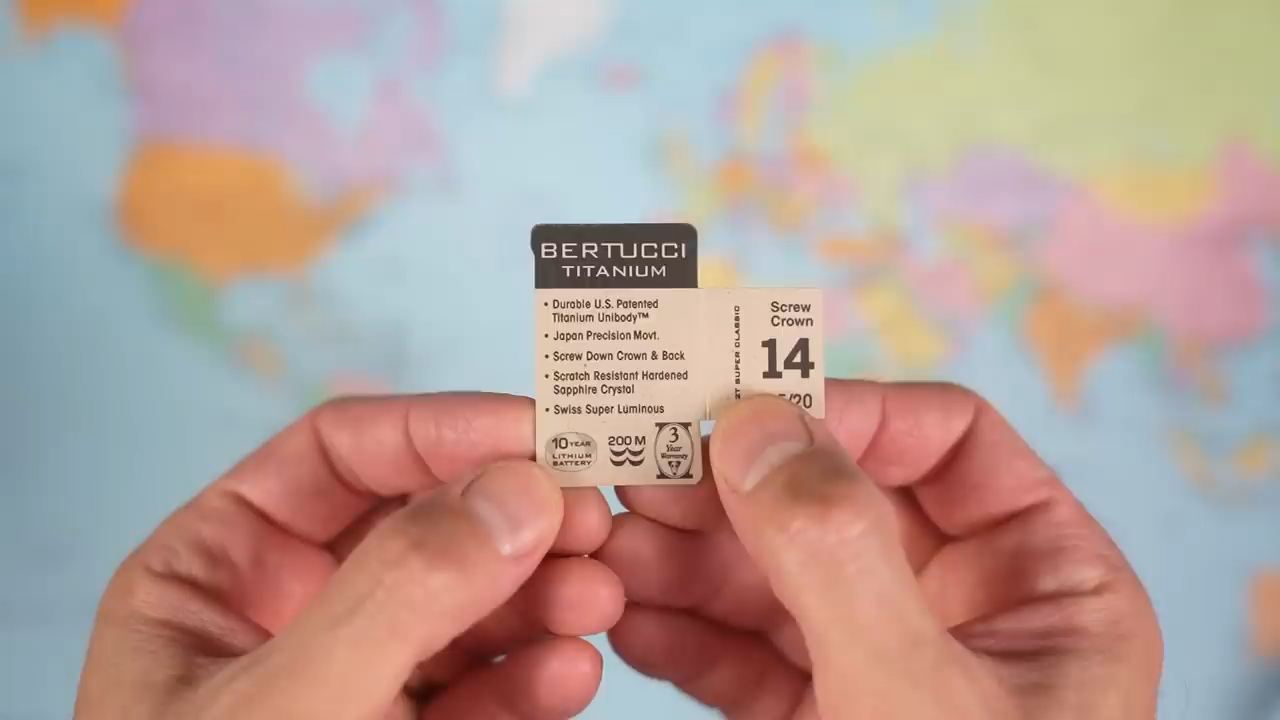 BERTUCCI
TITANIUM
• Durable U.S. Patented
Titanium Unibody™
• Japan Precision Movt.
• Screw Down Crown & Back
• Scratch Resistant Hardened
Sapphire Crystal
• Swiss Super Luminous
10 YEAR
LITHIUM
BATTERY
200 M
3
Year
Warranty
SUPER CLASSIC
Screw
Crown
14
/20